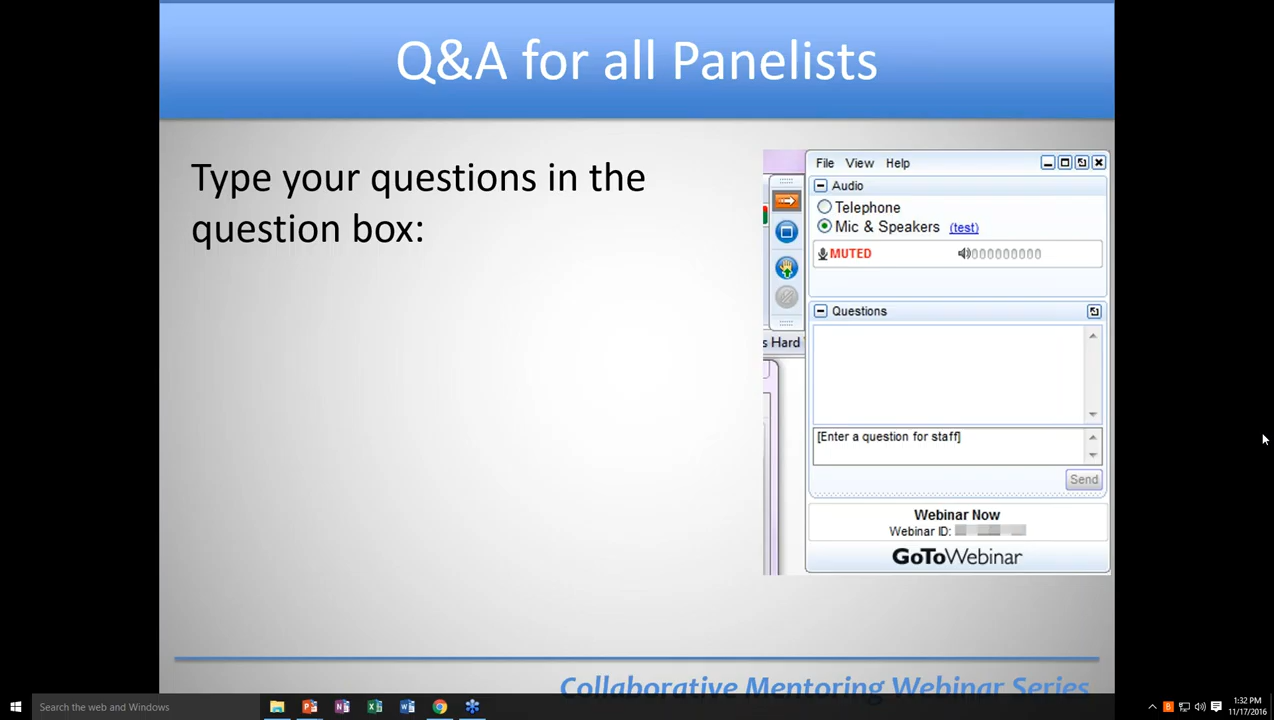 Q&A for all Panelists
Type your questions in the
question box:
File View Help
Audio
Telephone
Mic & Speakers (test)
MUTED
Questions
s Hard
[Enter a question for staff]
Send
Webinar Now
Webinar ID:
GoToWebinar
Collaborative Mentoring Webinar Series
Search the web and Windows
1:32 PM
11/17/2016